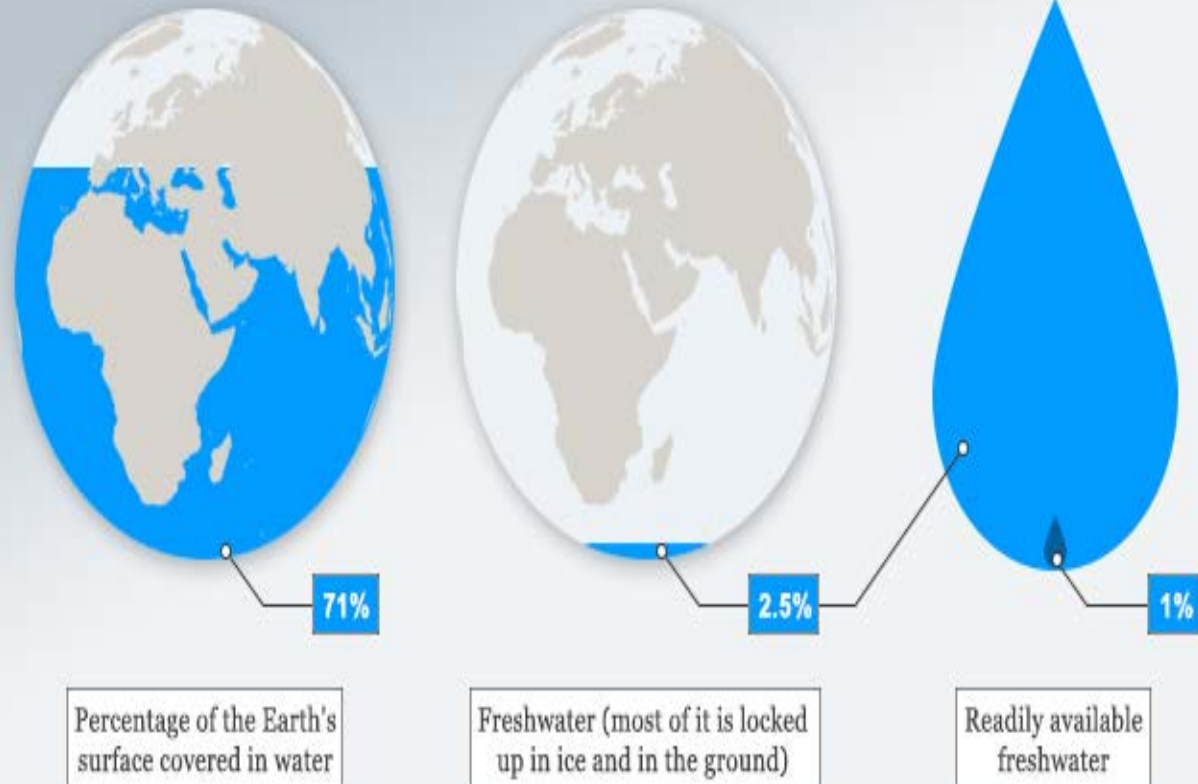 71%
2.5%
1%
Percentage of the Earth's
surface covered in water
Freshwater (most of it is locked
up in ice and in the ground)
Readily available
freshwater